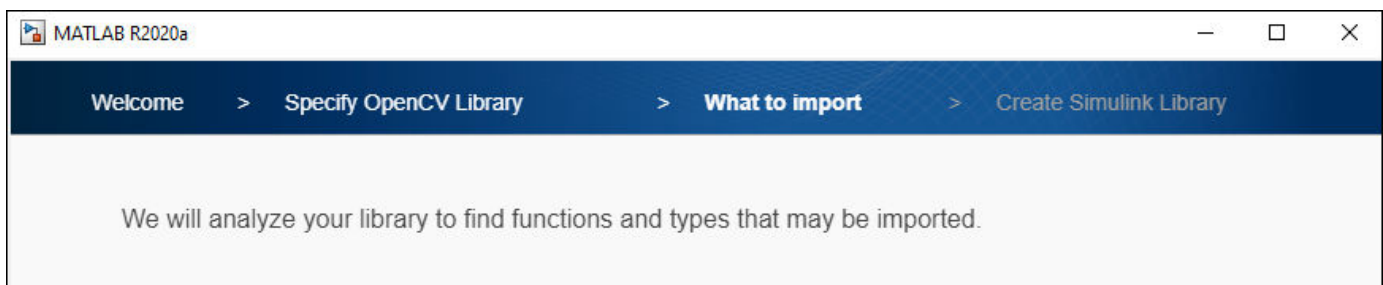 MATLAB R2020a
Welcome > Specify OpenCV Library > What to import > Create Simulink Library
We will analyze your library to find functions and types that may be imported.